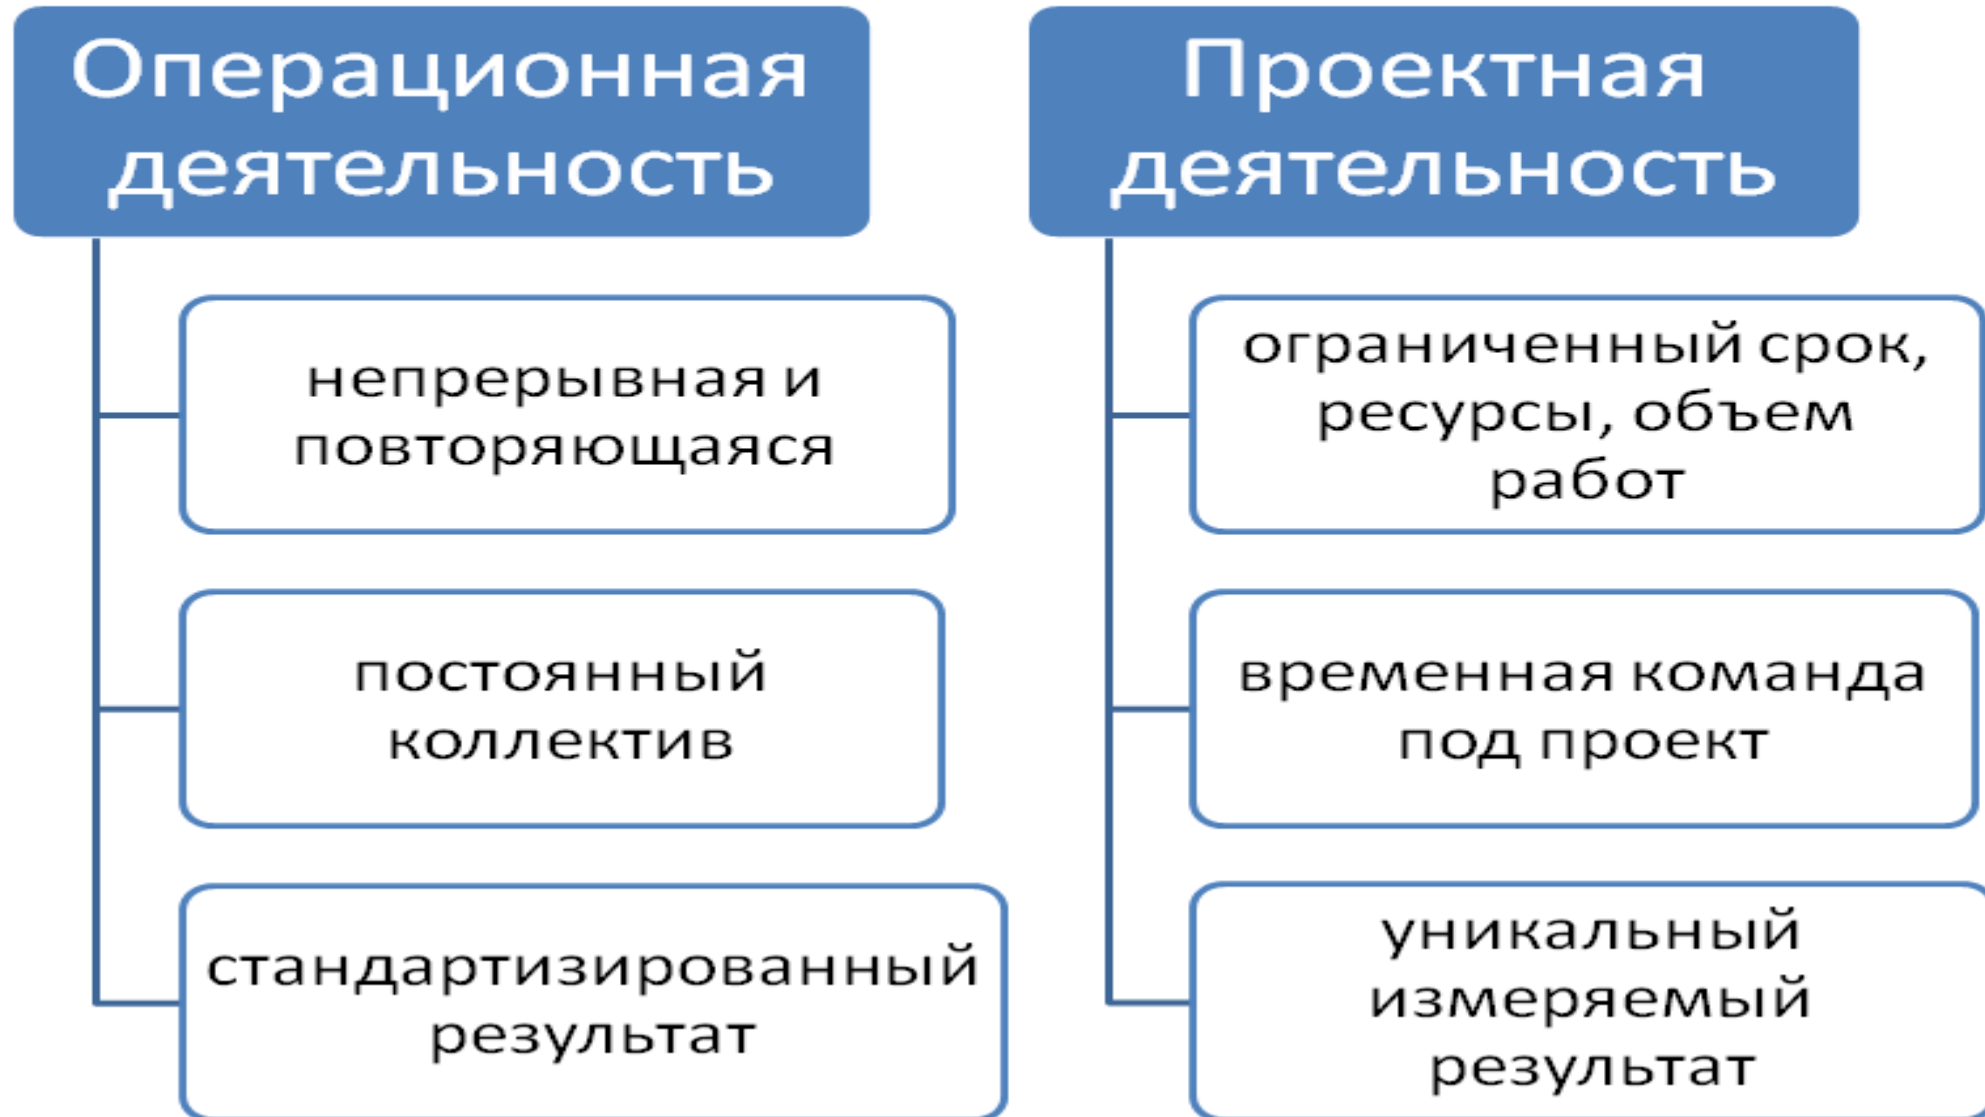 Операционная
деятельность
непрерывная и
повторяющаяся
постоянный
коллектив
стандартизированный
результат
Проектная
деятельность
ограниченный срок,
ресурсы, объем
работ
временная команда
под проект
уникальный
измеряемый
результат